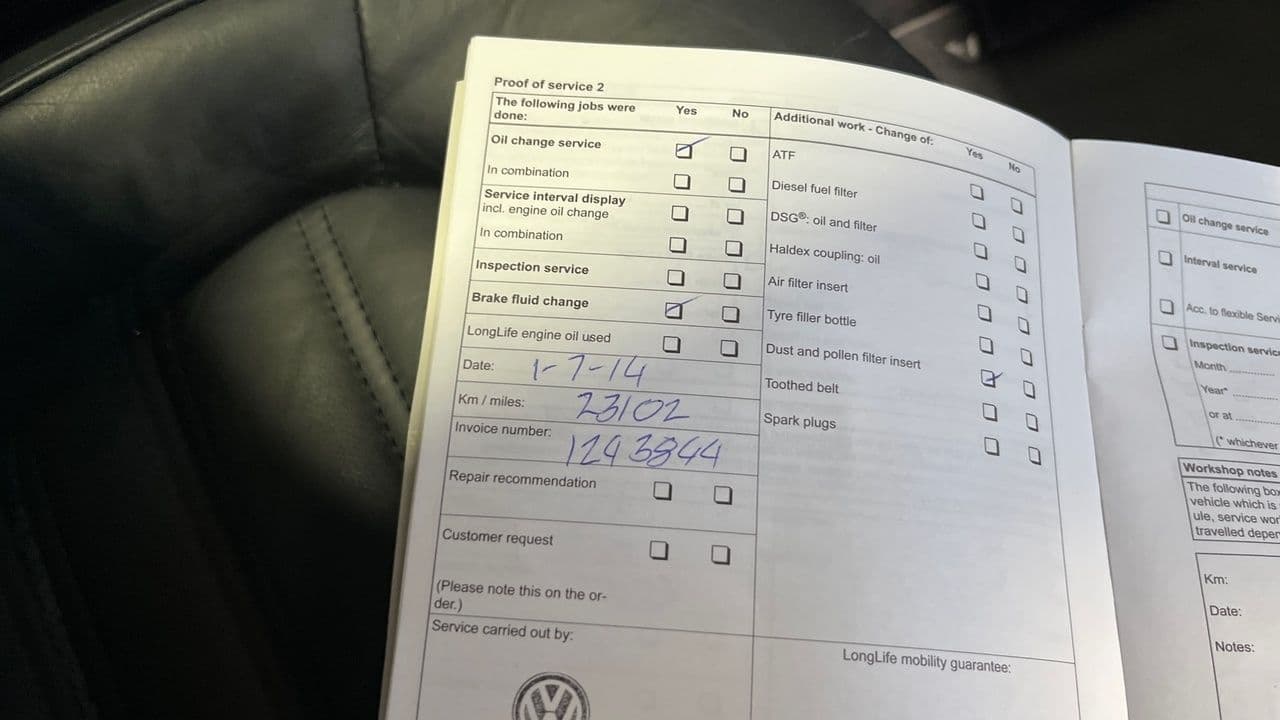 Proof of service 2
The following jobs were done: Yes No
Oil change service
In combination
Service interval display
incl. engine oil change
In combination
Inspection service
Brake fluid change
LongLife engine oil used
Date: 1-7-14
Km / miles: 23102
Invoice number: 1293844
Repair recommendation
Customer request
(Please note this on the or-
der.)
Service carried out by:
Additional work - Change of: Yes No
ATF
Diesel fuel filter
DSG®: oil and filter
Haldex coupling: oil
Air filter insert
Tyre filler bottle
Dust and pollen filter insert
Toothed belt
Spark plugs
LongLife mobility guarantee:
Oil change service
Interval service
Acc. to flexible Servi
Inspection servic
Month
Year*
or at
(* whichever
Workshop notes
The following box
vehicle which is
ule, service wor
travelled depen
Km:
Date:
Notes: